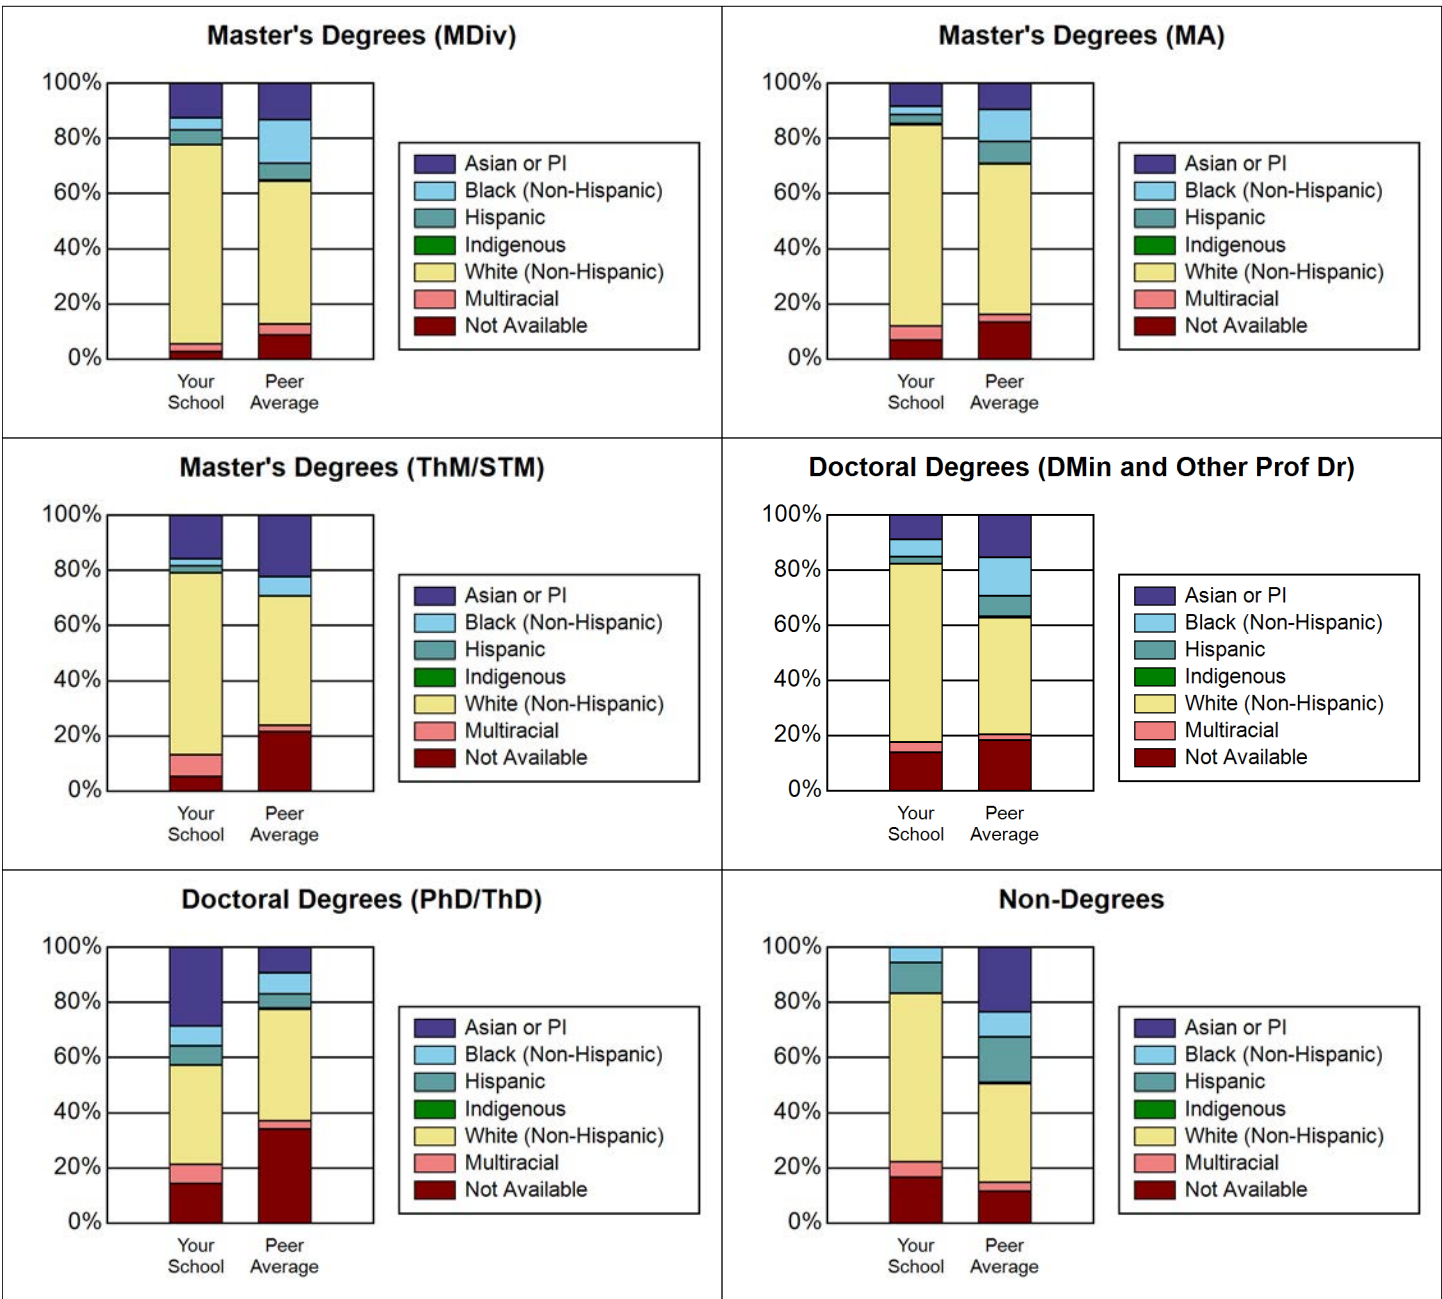 Master's Degrees (MDiv)
100%
80%
60%
40%
20%
0%
Your School
Peer Average
Asian or PI
Black (Non-Hispanic)
Hispanic
Indigenous
White (Non-Hispanic)
Multiracial
Not Available
Master's Degrees (MA)
100%
80%
60%
40%
20%
0%
Your School
Peer Average
Asian or PI
Black (Non-Hispanic)
Hispanic
Indigenous
White (Non-Hispanic)
Multiracial
Not Available
Master's Degrees (ThM/STM)
100%
80%
60%
40%
20%
0%
Your School
Peer Average
Asian or PI
Black (Non-Hispanic)
Hispanic
Indigenous
White (Non-Hispanic)
Multiracial
Not Available
Doctoral Degrees (DMin and Other Prof Dr)
100%
80%
60%
40%
20%
0%
Your School
Peer Average
Asian or PI
Black (Non-Hispanic)
Hispanic
Indigenous
White (Non-Hispanic)
Multiracial
Not Available
Doctoral Degrees (PhD/ThD)
100%
80%
60%
40%
20%
0%
Your School
Peer Average
Asian or PI
Black (Non-Hispanic)
Hispanic
Indigenous
White (Non-Hispanic)
Multiracial
Not Available
Non-Degrees
100%
80%
60%
40%
20%
0%
Your School
Peer Average
Asian or PI
Black (Non-Hispanic)
Hispanic
Indigenous
White (Non-Hispanic)
Multiracial
Not Available